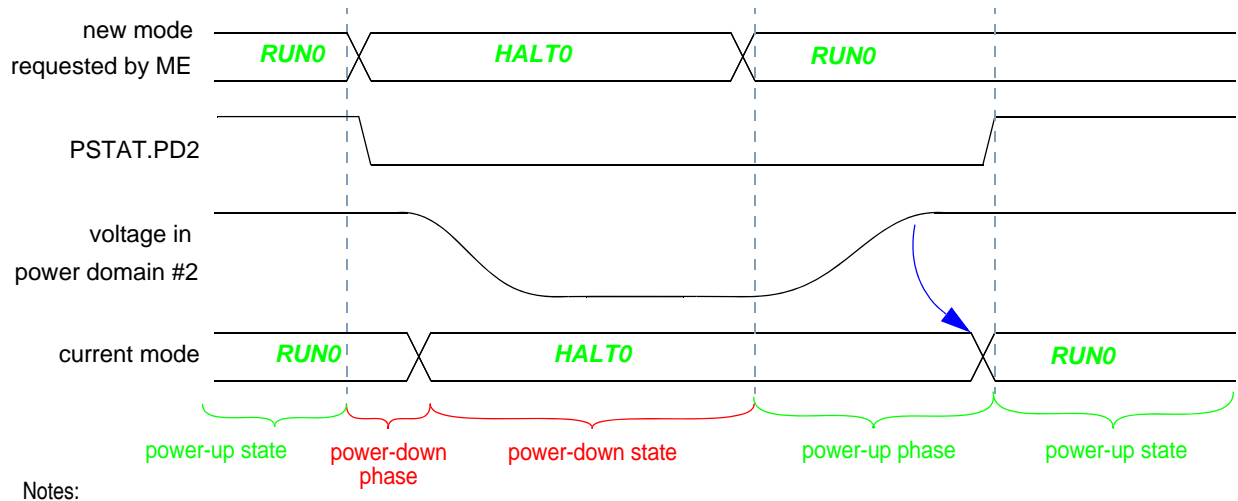 new mode
requested by ME
RUN0
HALT0
RUN0
PSTAT.PD2
voltage in
power domain #2
current mode
RUN0
HALT0
RUN0
power-up state
power-down
phase
power-down state
power-up phase
power-up state
Notes: